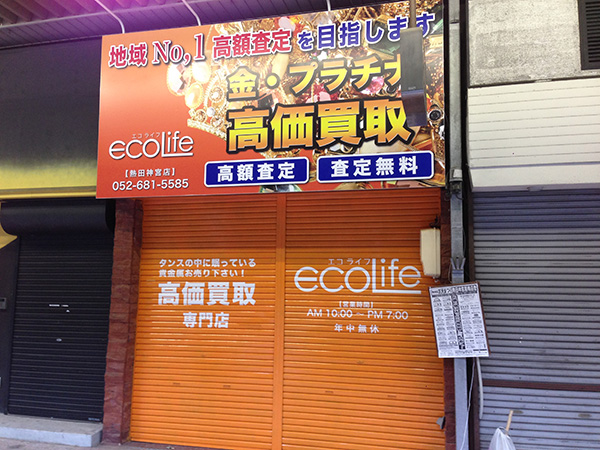 地域No,1高額査定を目指します
金・プラチナ
高価買取
エコ ライフ
ecoLife
【熱田神宮店】
052-681-5585
高額査定
査定無料
タンスの中に眠っている
貴金属お売り下さい!
高価買取
専門店
エコ ライフ
ecoLife
【営業時間】
AM 10:00～PM 7:00
年中無休